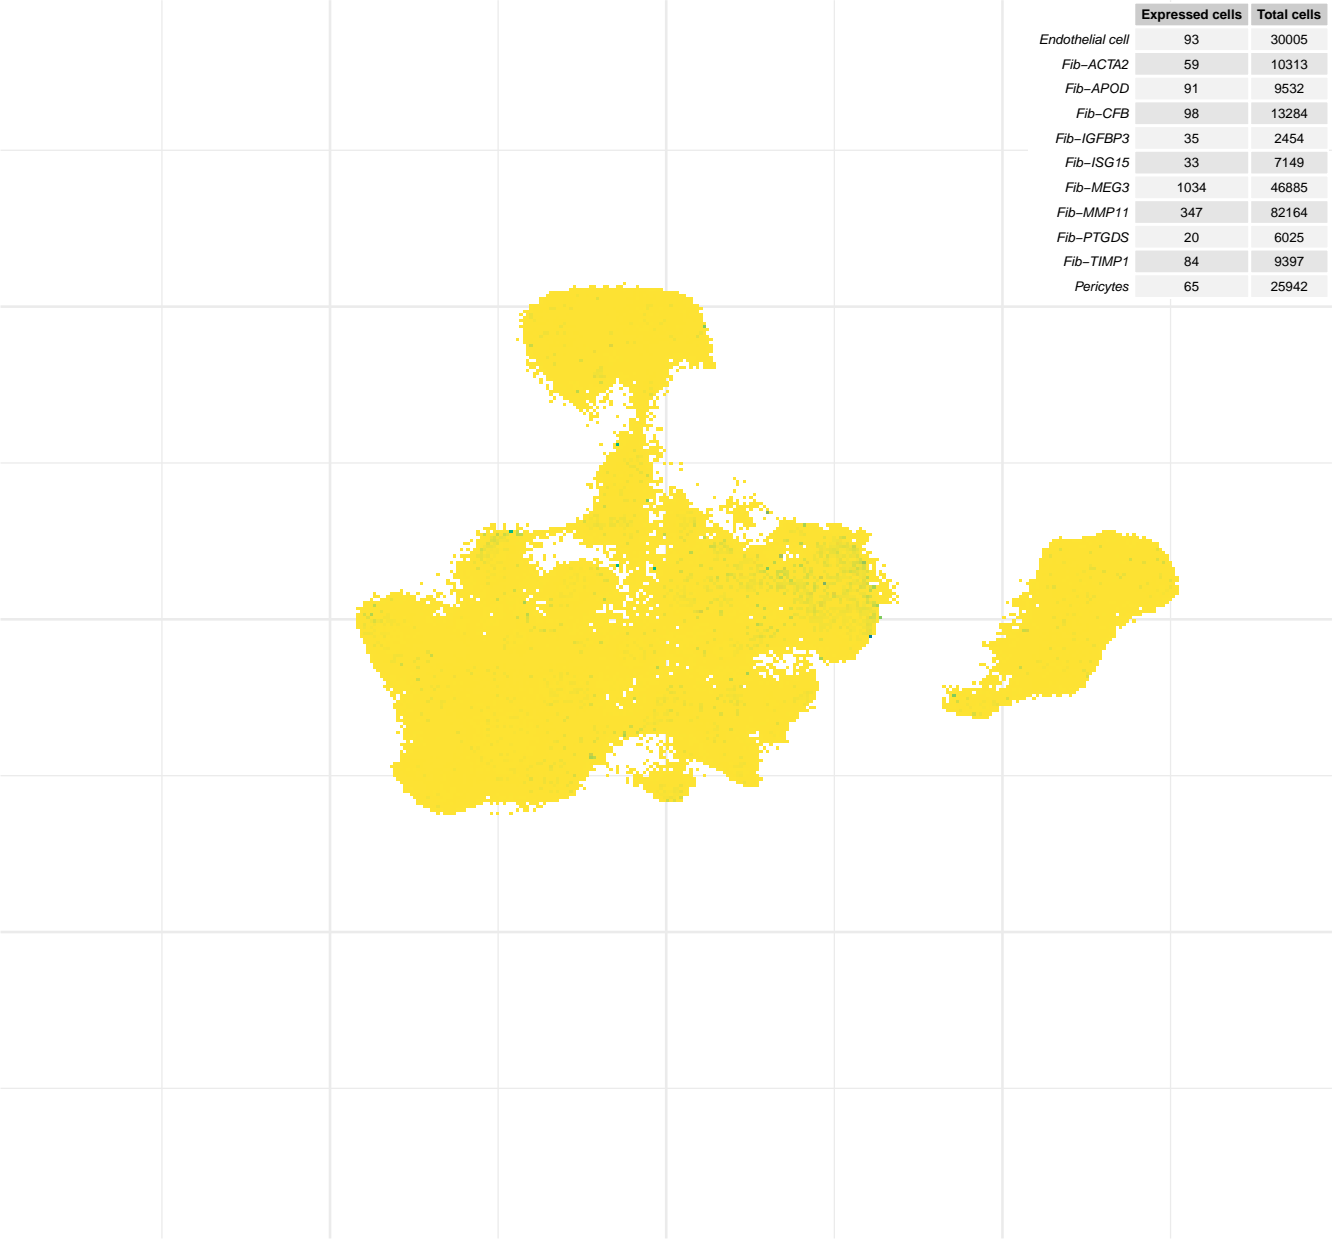 Expressed cells Total cells
Endothelial cell 93 30005
Fib−ACTA2 59 10313
Fib−APOD 91 9532
Fib−CFB 98 13284
Fib−IGFBP3 35 2454
Fib−ISG15 33 7149
Fib−MEG3 1034 46885
Fib−MMP11 347 82164
Fib−PTGDS 20 6025
Fib−TIMP1 84 9397
Pericytes 65 25942